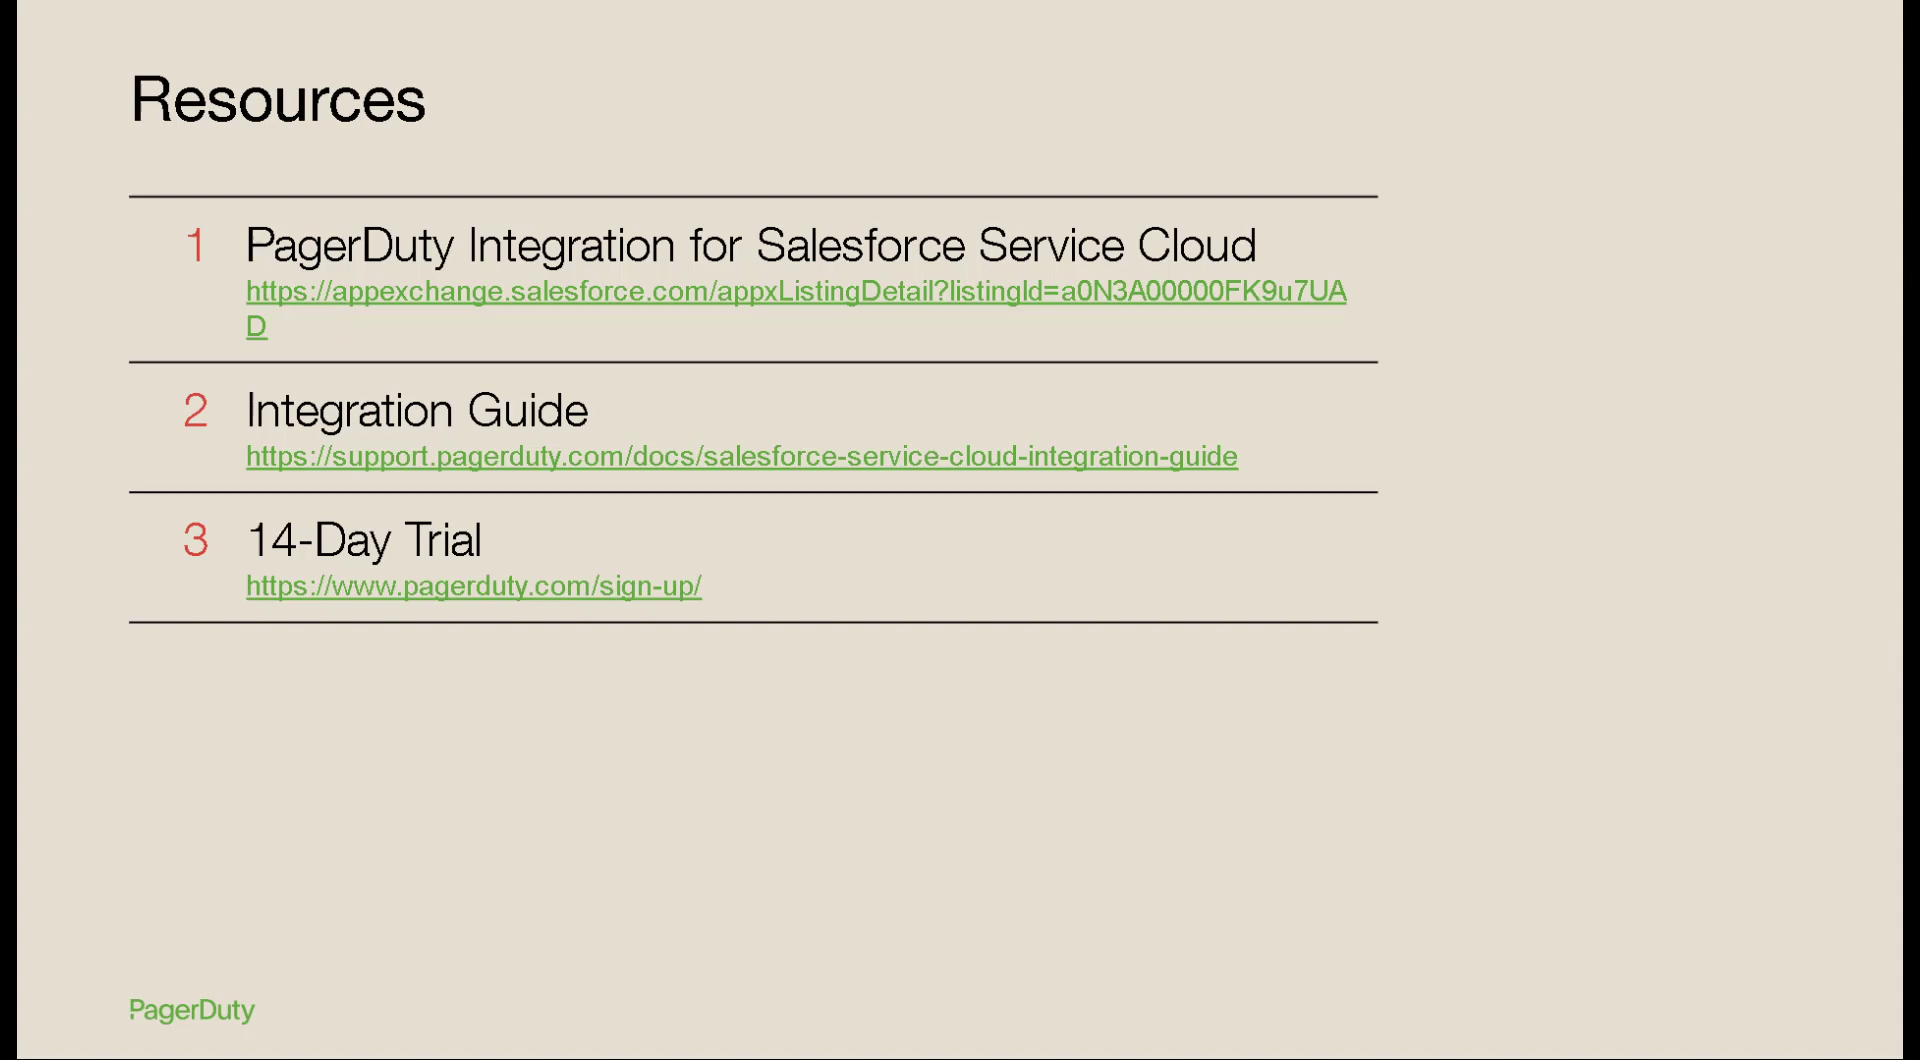 Resources
1 PagerDuty Integration for Salesforce Service Cloud
https://appexchange.salesforce.com/appxListingDetail?listingId=a0N3A00000FK9u7UA
D
2 Integration Guide
https://support.pagerduty.com/docs/salesforce-service-cloud-integration-guide
3 14-Day Trial
https://www.pagerduty.com/sign-up/
PagerDuty